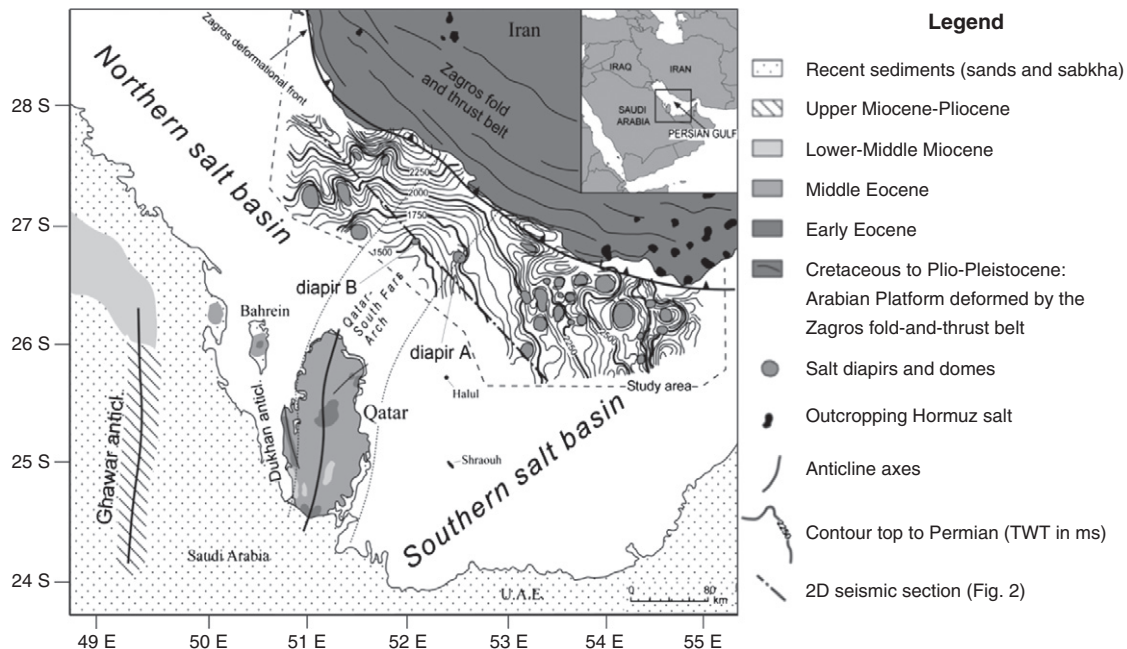 Zagros deformational front
Iran
Zagros fold
and thrust belt
Northern salt basin
IRAQ
IRAN
SAUDI
ARABIA
PERSIAN GULF
28 S
27 S
26 S
25 S
24 S
2250
2000
1750
1500
diapir B
Qatar
South Fars
Arch
diapir A
Bahrein
Halul
Study area
Qatar
Dukhan anticl.
Ghawar anticl.
Shraouh
Southern salt basin
Saudi Arabia
U.A.E.
0 80
km
49 E 50 E 51 E 52 E 53 E 54 E 55 E
Legend
Recent sediments (sands and sabkha)
Upper Miocene-Pliocene
Lower-Middle Miocene
Middle Eocene
Early Eocene
Cretaceous to Plio-Pleistocene:
Arabian Platform deformed by the
Zagros fold-and-thrust belt
Salt diapirs and domes
Outcropping Hormuz salt
Anticline axes
2250
Contour top to Permian (TWT in ms)
2D seismic section (Fig. 2)